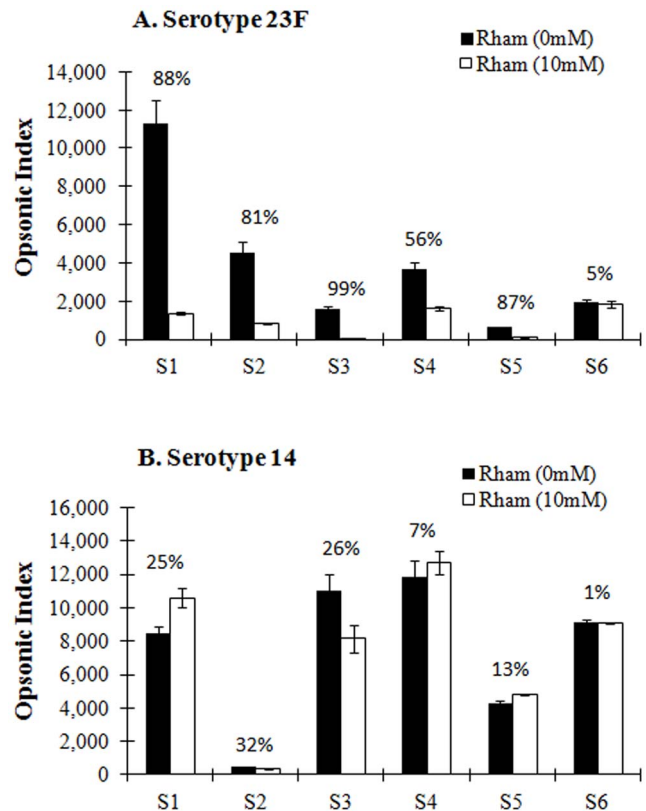 A. Serotype 23F
Rham (0mM)
Rham (10mM)
Opsonic Index
14,000
12,000
10,000
8,000
6,000
4,000
2,000
0
88%
81%
99%
56%
87%
5%
S1 S2 S3 S4 S5 S6
B. Serotype 14
Rham (0mM)
Rham (10mM)
Opsonic Index
16,000
14,000
12,000
10,000
8,000
6,000
4,000
2,000
0
25%
32%
26%
7%
13%
1%
S1 S2 S3 S4 S5 S6